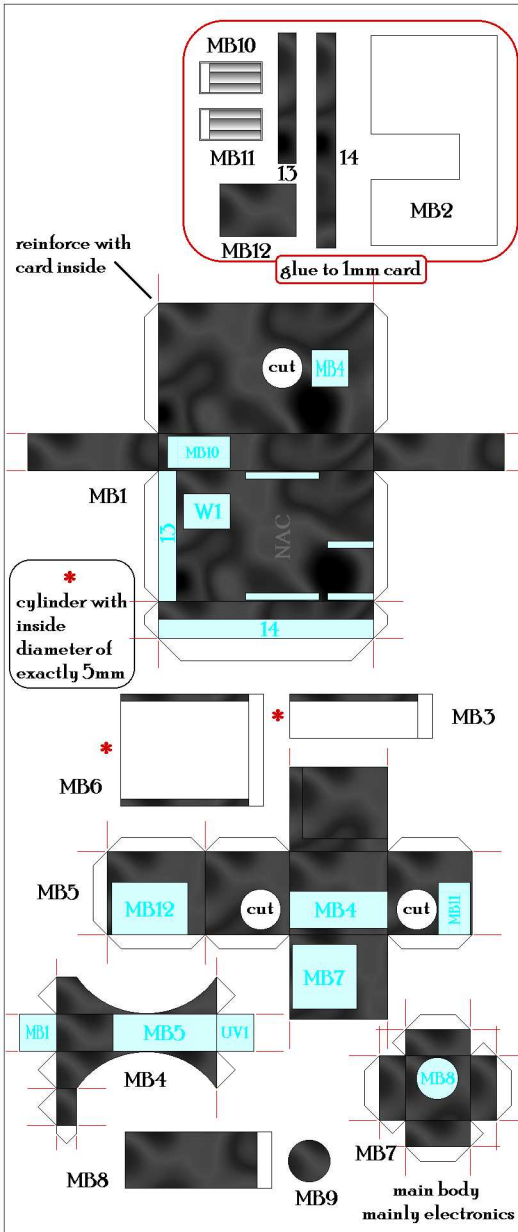 MB10
MB11
13
14
MB2
MB12
glue to 1mm card
reinforce with
card inside
cut
MB4
MB10
MB1
W1
13
NAC
14
*
cylinder with
inside
diameter of
exactly 5mm
*
MB3
*
MB6
MB5
MB12
cut
MB4
cut
MB11
MB7
MB1
MB5
UV1
MB4
MB8
MB7
MB8
MB9
main body
mainly electronics